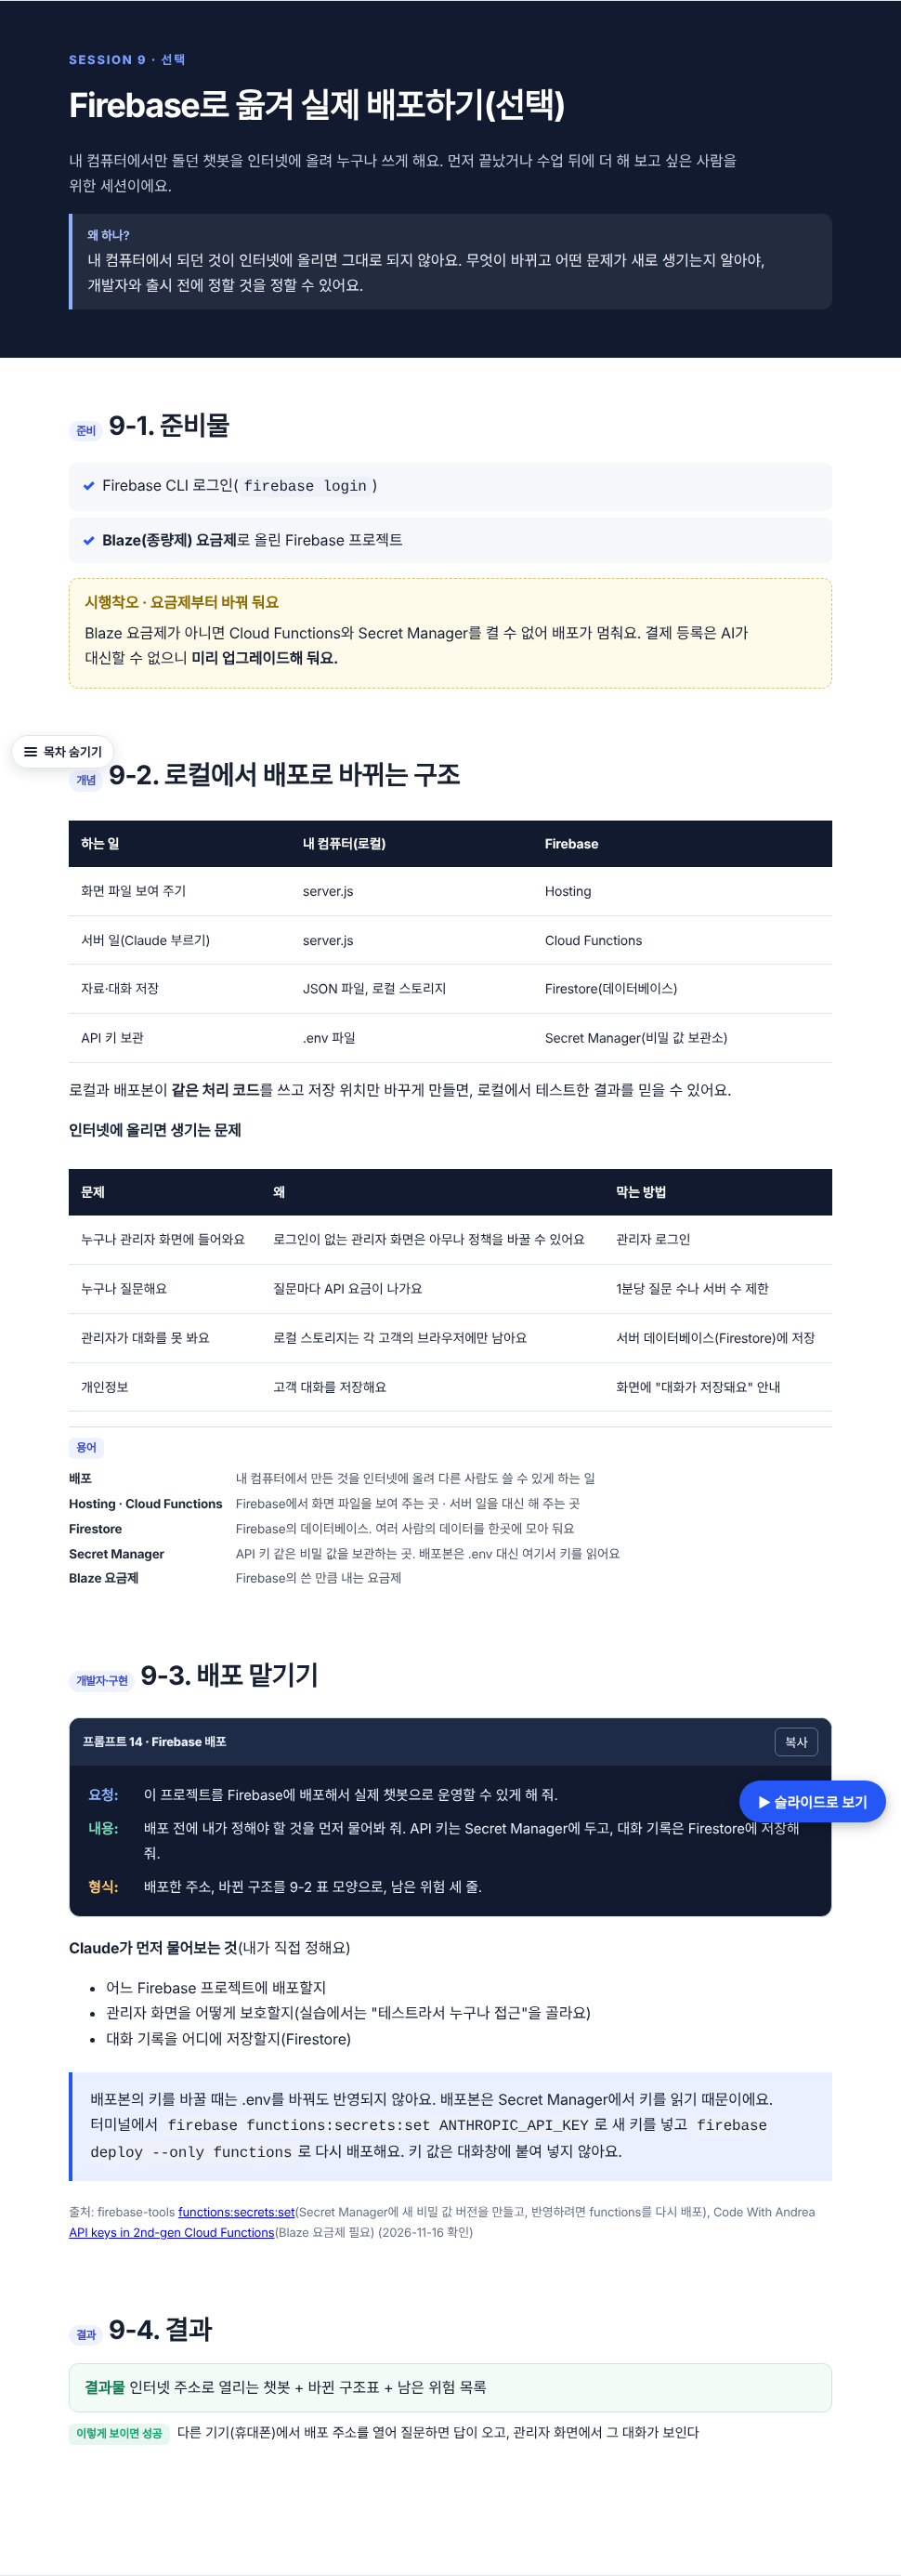 SESSION 9 · 선택
Firebase로 옮겨 실제 배포하기(선택)
내 컴퓨터에서만 돌던 챗봇을 인터넷에 올려 누구나 쓰게 해요. 먼저 끝났거나 수업 뒤에 더 해 보고 싶은 사람을
위한 세션이에요.
왜 하나?
내 컴퓨터에서 되던 것이 인터넷에 올리면 그대로 되지 않아요. 무엇이 바뀌고 어떤 문제가 새로 생기는지 알아야,
개발자와 출시 전에 정할 것을 정할 수 있어요.
준비 9-1. 준비물
✓ Firebase CLI 로그인( firebase login )
✓ Blaze(종량제) 요금제로 올린 Firebase 프로젝트
시행착오 · 요금제부터 바꿔 둬요
Blaze 요금제가 아니면 Cloud Functions와 Secret Manager를 켤 수 없어 배포가 멈춰요. 결제 등록은 AI가
대신할 수 없으니 미리 업그레이드해 둬요.
목차 숨기기
개념 9-2. 로컬에서 배포로 바뀌는 구조
하는 일 내 컴퓨터(로컬) Firebase
화면 파일 보여 주기 server.js Hosting
서버 일(Claude 부르기) server.js Cloud Functions
자료·대화 저장 JSON 파일, 로컬 스토리지 Firestore(데이터베이스)
API 키 보관 .env 파일 Secret Manager(비밀 값 보관소)
로컬과 배포본이 같은 처리 코드를 쓰고 저장 위치만 바꾸게 만들면, 로컬에서 테스트한 결과를 믿을 수 있어요.
인터넷에 올리면 생기는 문제
문제 왜 막는 방법
누구나 관리자 화면에 들어와요 로그인이 없는 관리자 화면은 아무나 정책을 바꿀 수 있어요 관리자 로그인
누구나 질문해요 질문마다 API 요금이 나가요 1분당 질문 수나 서버 수 제한
관리자가 대화를 못 봐요 로컬 스토리지는 각 고객의 브라우저에만 남아요 서버 데이터베이스(Firestore)에 저장
개인정보 고객 대화를 저장해요 화면에 "대화가 저장돼요" 안내
용어
배포 내 컴퓨터에서 만든 것을 인터넷에 올려 다른 사람도 쓸 수 있게 하는 일
Hosting · Cloud Functions Firebase에서 화면 파일을 보여 주는 곳 · 서버 일을 대신 해 주는 곳
Firestore Firebase의 데이터베이스. 여러 사람의 데이터를 한곳에 모아 둬요
Secret Manager API 키 같은 비밀 값을 보관하는 곳. 배포본은 .env 대신 여기서 키를 읽어요
Blaze 요금제 Firebase의 쓴 만큼 내는 요금제
개발자·구현 9-3. 배포 맡기기
프롬프트 14 · Firebase 배포 복사
요청: 이 프로젝트를 Firebase에 배포해서 실제 챗봇으로 운영할 수 있게 해 줘.
▶ 슬라이드로 보기
내용: 배포 전에 내가 정해야 할 것을 먼저 물어봐 줘. API 키는 Secret Manager에 두고, 대화 기록은 Firestore에 저장해
줘.
형식: 배포한 주소, 바뀐 구조를 9-2 표 모양으로, 남은 위험 세 줄.
Claude가 먼저 물어보는 것(내가 직접 정해요)
• 어느 Firebase 프로젝트에 배포할지
• 관리자 화면을 어떻게 보호할지(실습에서는 "테스트라서 누구나 접근"을 골라요)
• 대화 기록을 어디에 저장할지(Firestore)
배포본의 키를 바꿀 때는 .env를 바꿔도 반영되지 않아요. 배포본은 Secret Manager에서 키를 읽기 때문이에요.
터미널에서 firebase functions:secrets:set ANTHROPIC_API_KEY 로 새 키를 넣고 firebase
deploy --only functions 로 다시 배포해요. 키 값은 대화창에 붙여 넣지 않아요.
출처: firebase-tools functions:secrets:set(Secret Manager에 새 비밀 값 버전을 만들고, 반영하려면 functions를 다시 배포), Code With Andrea
API keys in 2nd-gen Cloud Functions(Blaze 요금제 필요) (2026-11-16 확인)
결과 9-4. 결과
결과물 인터넷 주소로 열리는 챗봇 + 바뀐 구조표 + 남은 위험 목록
이렇게 보이면 성공 다른 기기(휴대폰)에서 배포 주소를 열어 질문하면 답이 오고, 관리자 화면에서 그 대화가 보인다